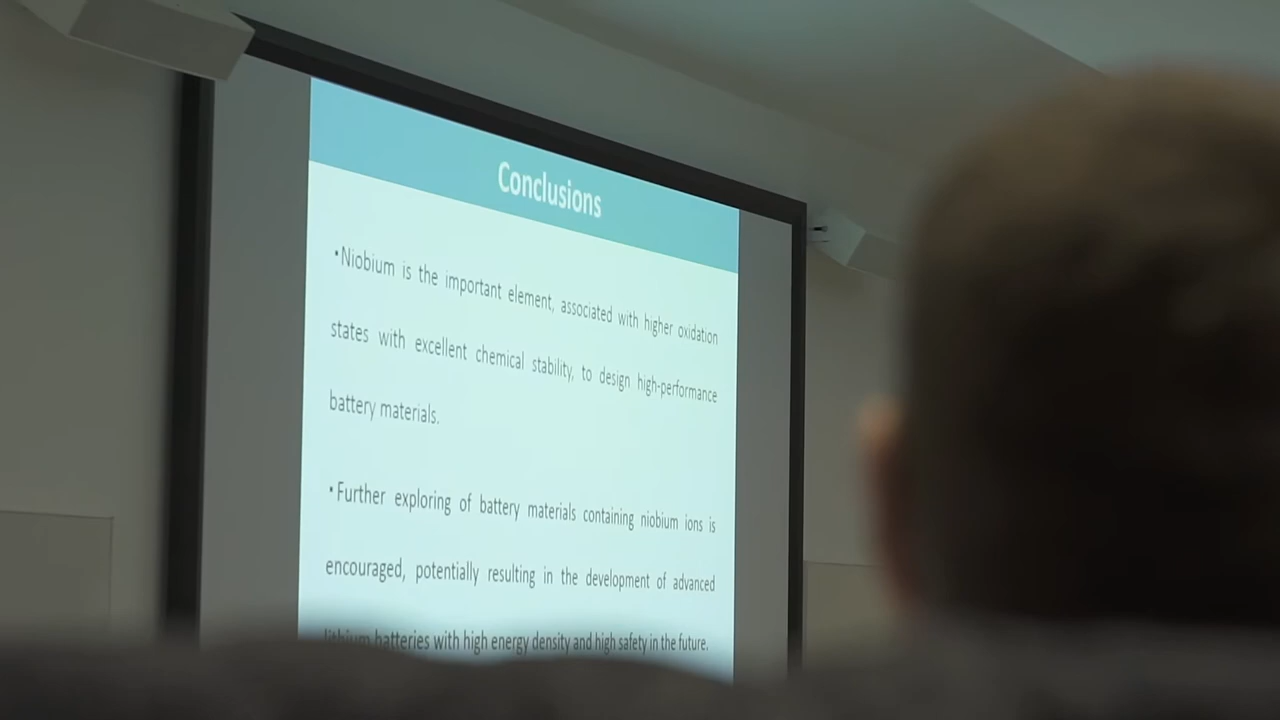 Conclusions
•Niobium is the important element, associated with higher oxidation
states with excellent chemical stability, to design high-performance
battery materials.
•Further exploring of battery materials containing niobium ions is
encouraged, potentially resulting in the development of advanced
lithium batteries with high energy density and high safety in the future.